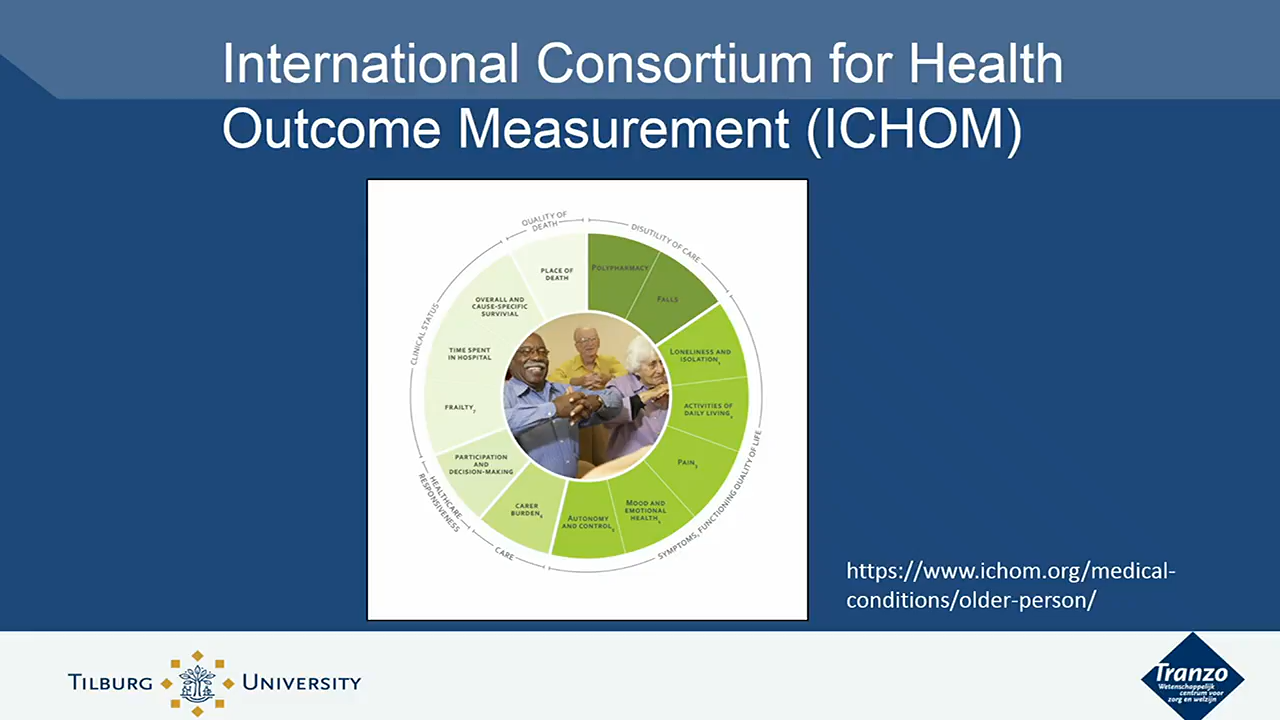 International Consortium for Health
Outcome Measurement (ICHOM)
QUALITY OF
DEATH
DISUTILITY OF CARE
PLACE OF
DEATH
POLYPHARMACY
FALLS
OVERALL AND
CAUSE-SPECIFIC
SURVIVIAL
CLINICAL STATUS
TIME SPENT
IN HOSPITAL
LONELINESS AND
ISOLATION
FRAILTY
ACTIVITIES OF
DAILY LIVING
PARTICIPATION
AND
DECISION-MAKING
PAIN
HEALTHCARE
RESPONSIVENESS
CARER
BURDEN
AUTONOMY
AND CONTROL
MOOD AND
EMOTIONAL
HEALTH
SYMPTOMS, FUNCTIONING QUALITY OF LIFE
CARE
https://www.ichom.org/medical-
conditions/older-person/
TILBURG UNIVERSITY
Tranzo
Wetenschappelijk
centrum voor
zorg en welzijn